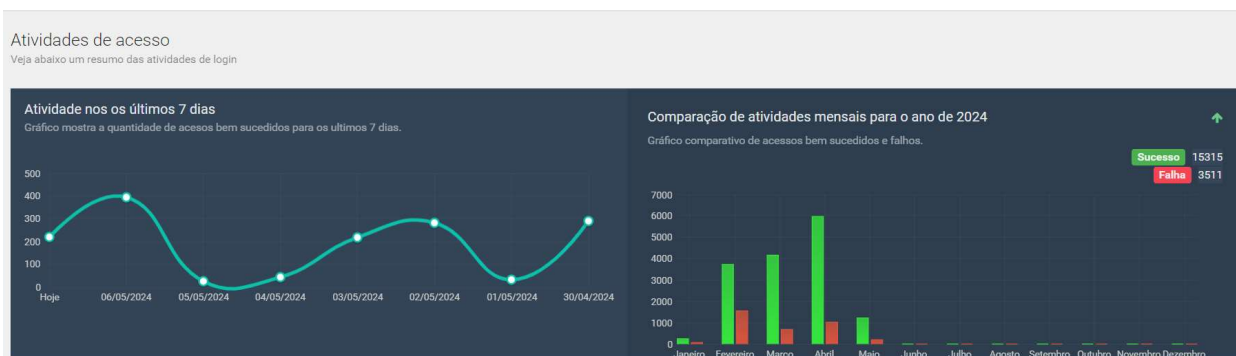 Atividades de acesso
Veja abaixo um resumo das atividades de login
Atividade nos os últimos 7 dias
Gráfico mostra a quantidade de acesos bem sucedidos para os ultimos 7 dias.
500
400
300
200
100
0
Hoje 06/05/2024 05/05/2024 04/05/2024 03/05/2024 02/05/2024 01/05/2024 30/04/2024
Comparação de atividades mensais para o ano de 2024
Gráfico comparativo de acessos bem sucedidos e falhos.
Sucesso 15315
Falha 3511
7000
6000
5000
4000
3000
2000
1000
0
Janeiro Fevereiro Março Abril Maio Junho Julho Agosto Setembro Outubro Novembro Dezembro